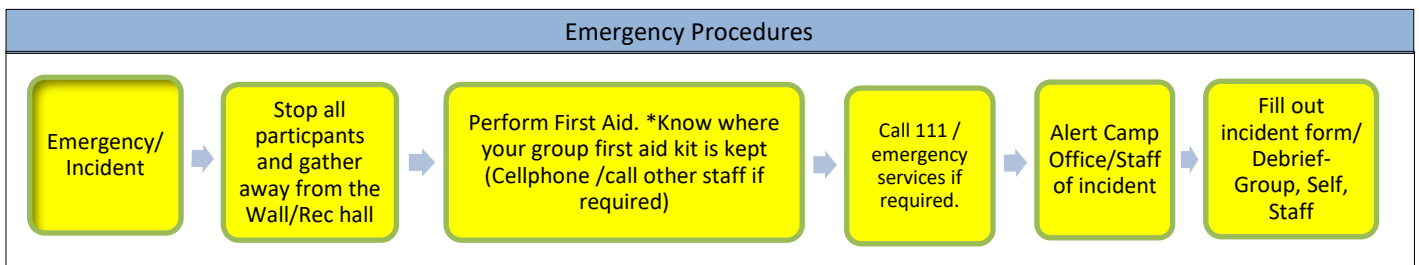 Emergency Procedures
Emergency/
Incident
Stop all
particpants
and gather
away from the
Wall/Rec hall
Perform First Aid. *Know where
your group first aid kit is kept
(Cellphone /call other staff if
required)
Call 111 /
emergency
services if
required.
Alert Camp
Office/Staff
of incident
Fill out
incident form/
Debrief-
Group, Self,
Staff